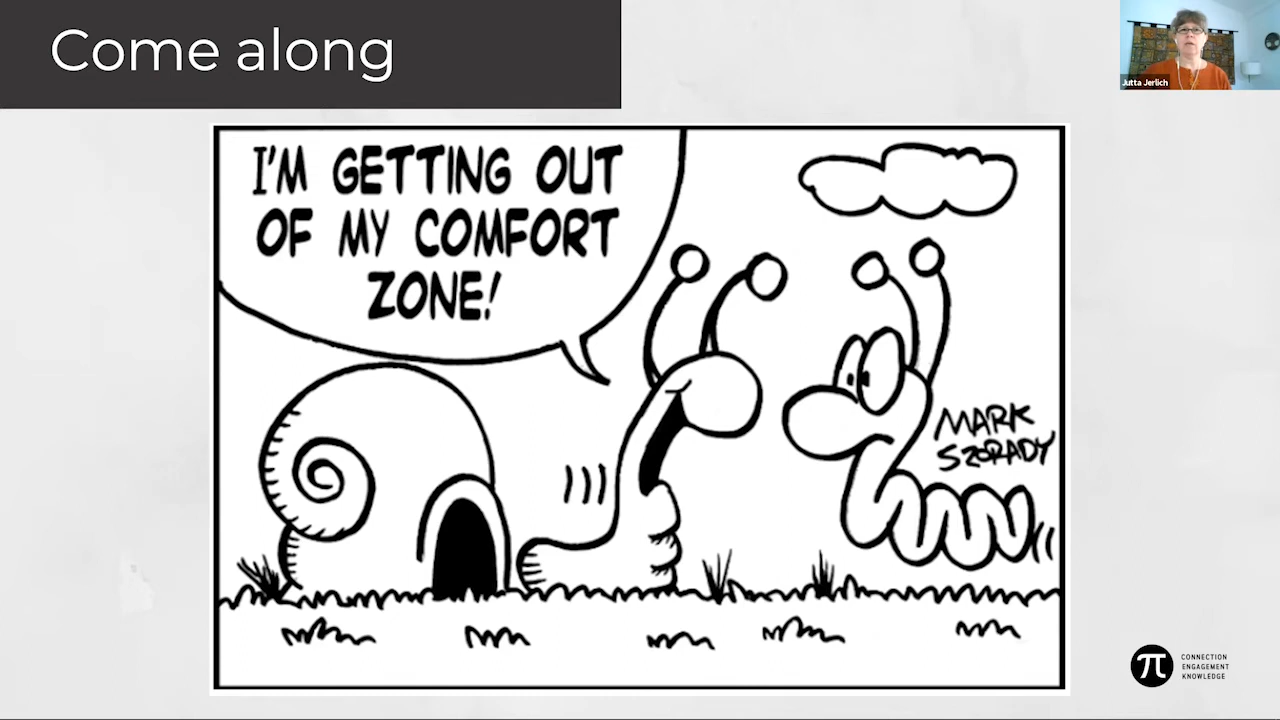 Come along
Jutta Jerlich
I'M GETTING OUT
OF MY COMFORT
ZONE!
MARK
SZORADY
π
CONNECTION
ENGAGEMENT
KNOWLEDGE